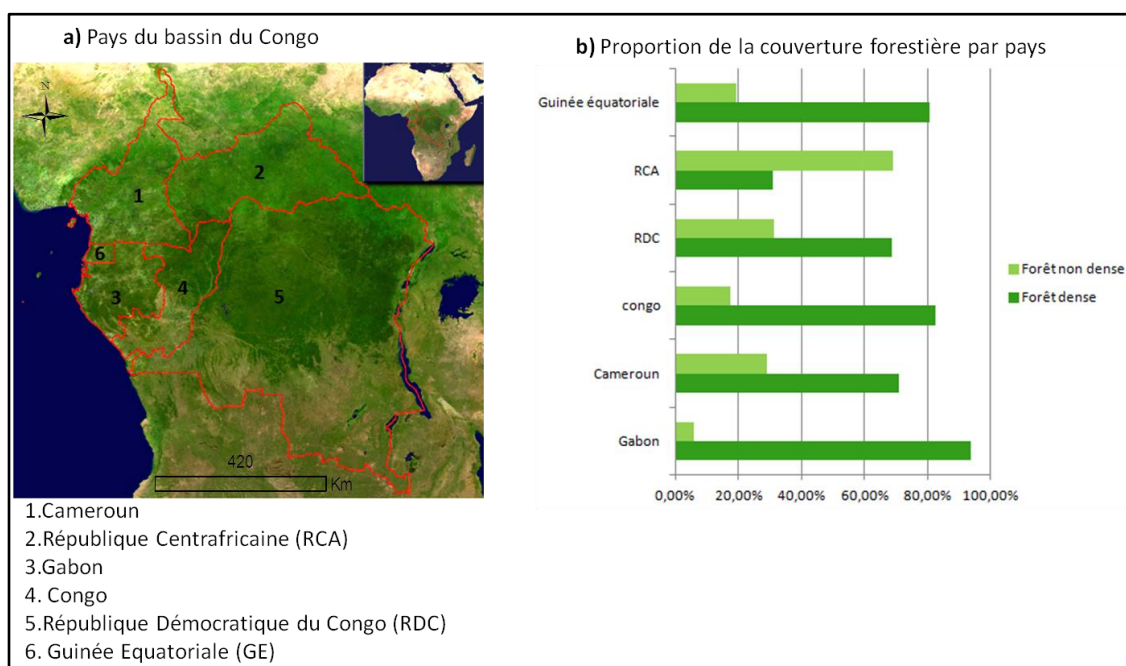 a) Pays du bassin du Congo
N
1
2
6
3
4
5
420
Km
1.Cameroun
2.République Centrafricaine (RCA)
3.Gabon
4. Congo
5.République Démocratique du Congo (RDC)
6. Guinée Equatoriale (GE)
b) Proportion de la couverture forestière par pays
Guinée équatoriale
RCA
RDC
congo
Cameroun
Gabon
0,00% 20,00% 40,00% 60,00% 80,00% 100,00%
Forêt non dense
Forêt dense